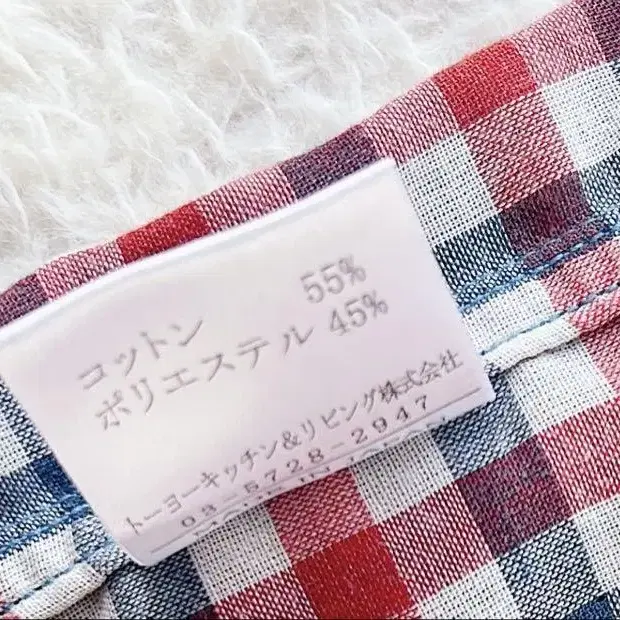 コットン 55%
ポリエステル 45%
トーヨーキッチン&リビング株式会社
03-5728-2947